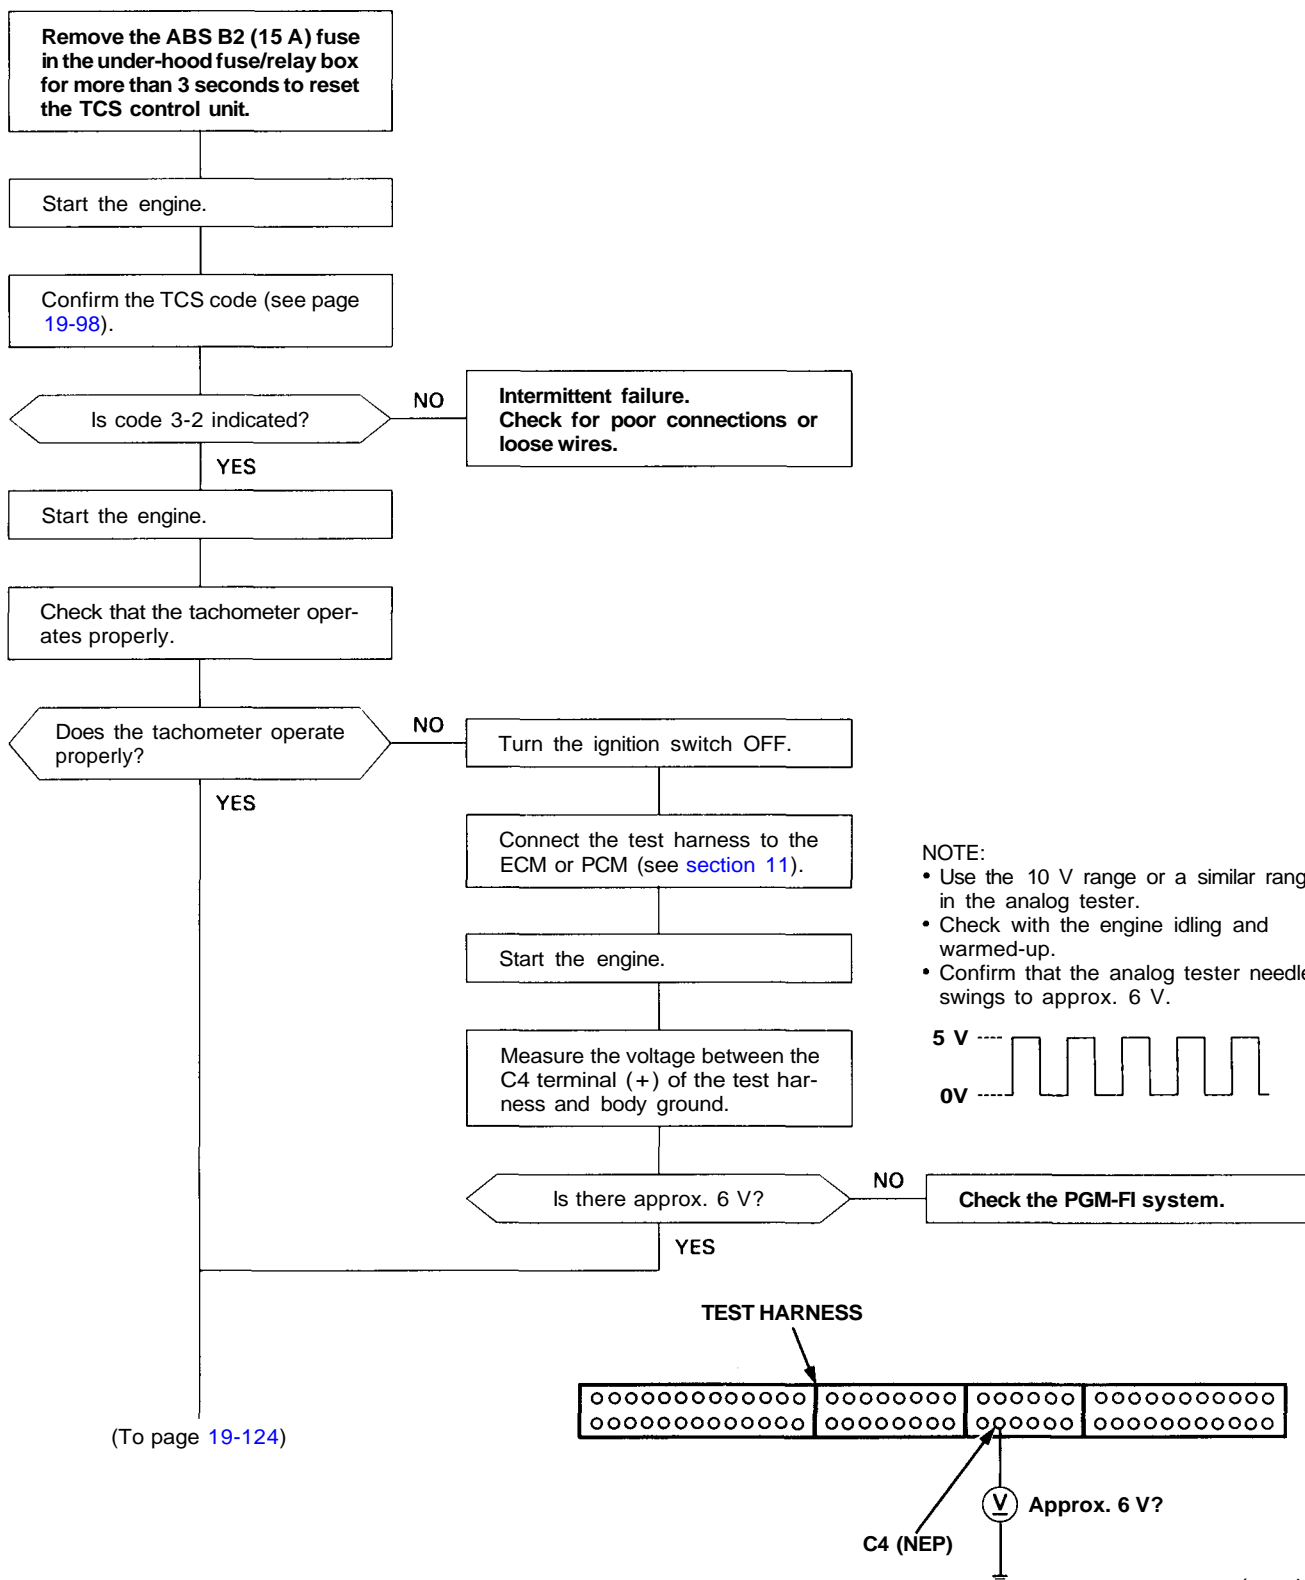 Remove the ABS B2 (15 A) fuse
in the under-hood fuse/relay box
for more than 3 seconds to reset
the TCS control unit.
Start the engine.
Confirm the TCS code (see page
19-98).
Is code 3-2 indicated?
NO
Intermittent failure.
Check for poor connections or
loose wires.
YES
Start the engine.
Check that the tachometer oper-
ates properly.
Does the tachometer operate
properly?
NO
Turn the ignition switch OFF.
YES
Connect the test harness to the
ECM or PCM (see section 11).
Start the engine.
Measure the voltage between the
C4 terminal (+) of the test har-
ness and body ground.
NOTE:
• Use the 10 V range or a similar rang
in the analog tester.
• Check with the engine idling and
warmed-up.
• Confirm that the analog tester needle
swings to approx. 6 V.
5 V
0V
Is there approx. 6 V?
NO
Check the PGM-FI system.
YES
(To page 19-124)
TEST HARNESS
V
Approx. 6 V?
C4 (NEP)